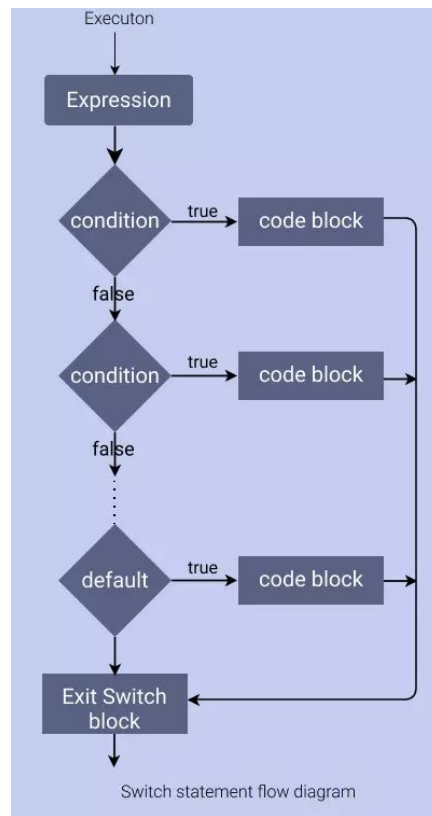 Executon
Expression
condition
true
code block
false
condition
true
code block
false
default
true
code block
Exit Switch
block
Switch statement flow diagram